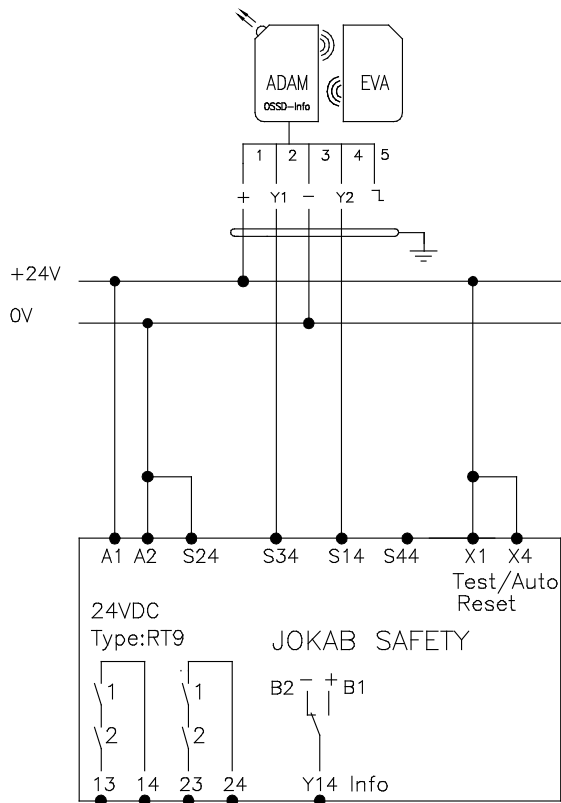 ADAM EVA
OSSD-Info
1 2 3 4 5
+ Y1 - Y2
+24V
0V
A1 A2 S24 S34 S14 S44 X1 X4
Test/Auto
Reset
24VDC
Type:RT9
JOKAB SAFETY
1 1
B2 - + B1
2 2
13 14 23 24 Y14 Info